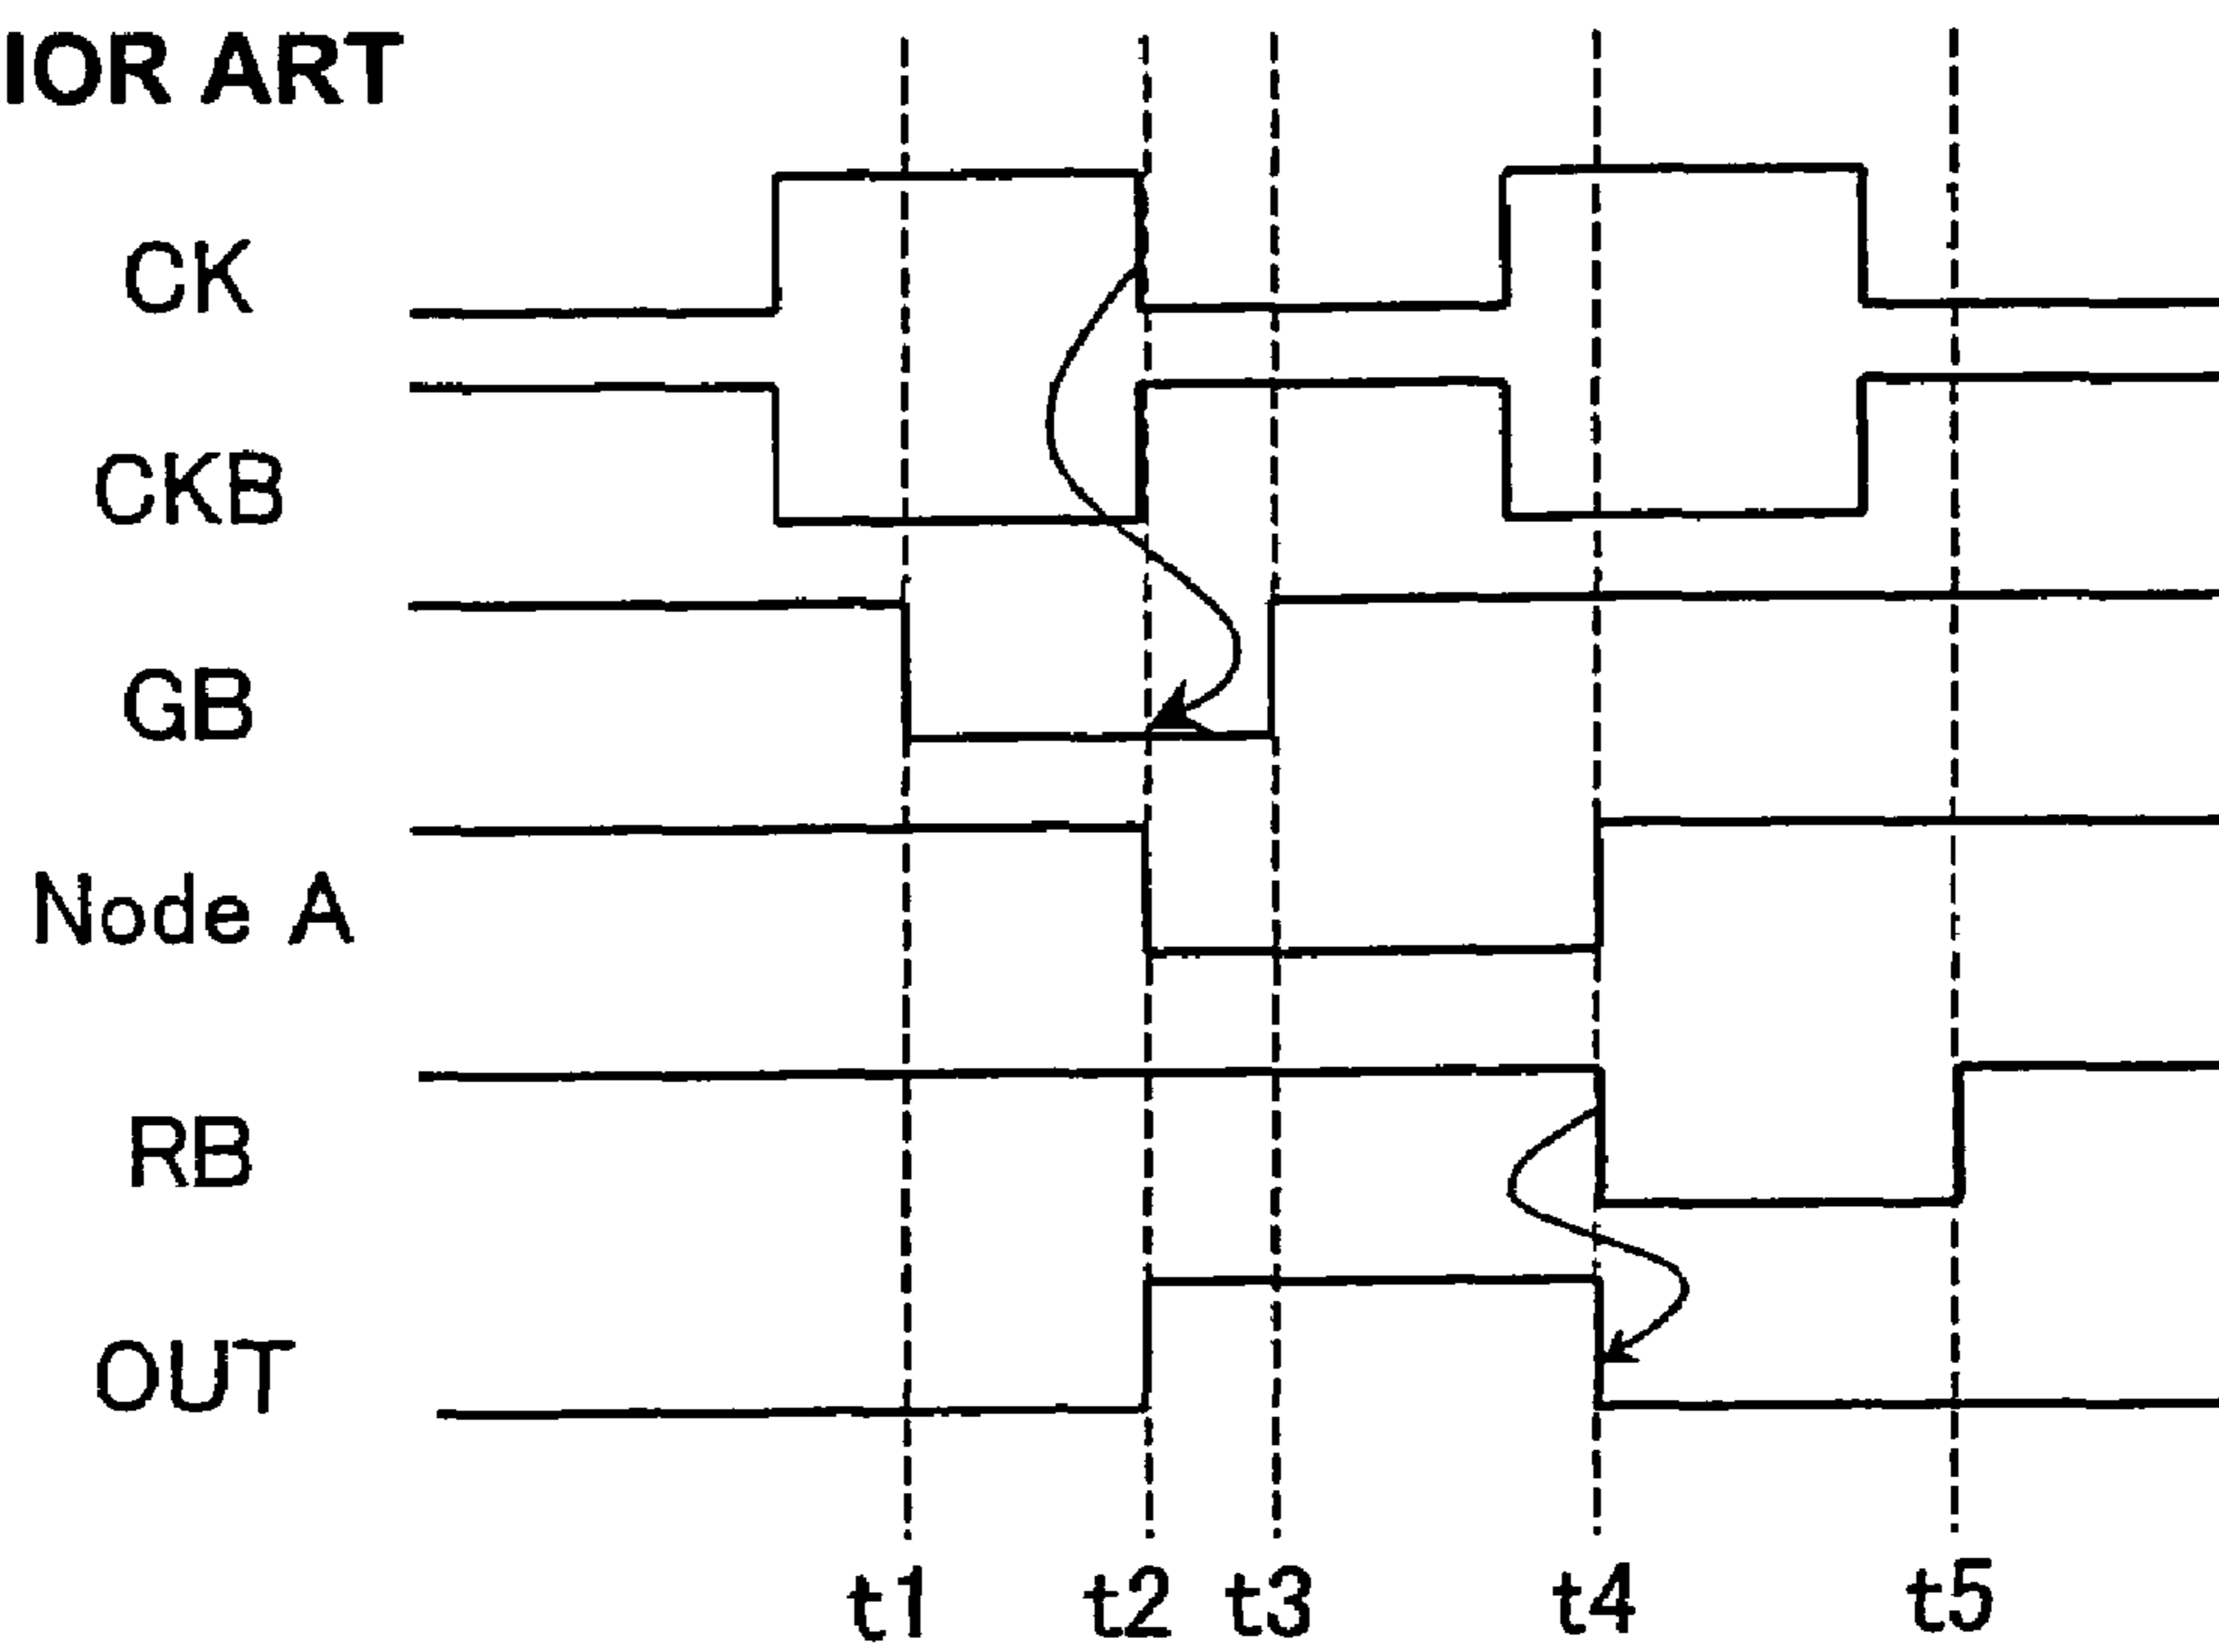 IOR ART
CK
CKB
GB
Node A
RB
OUT
t1 t2 t3 t4 t5